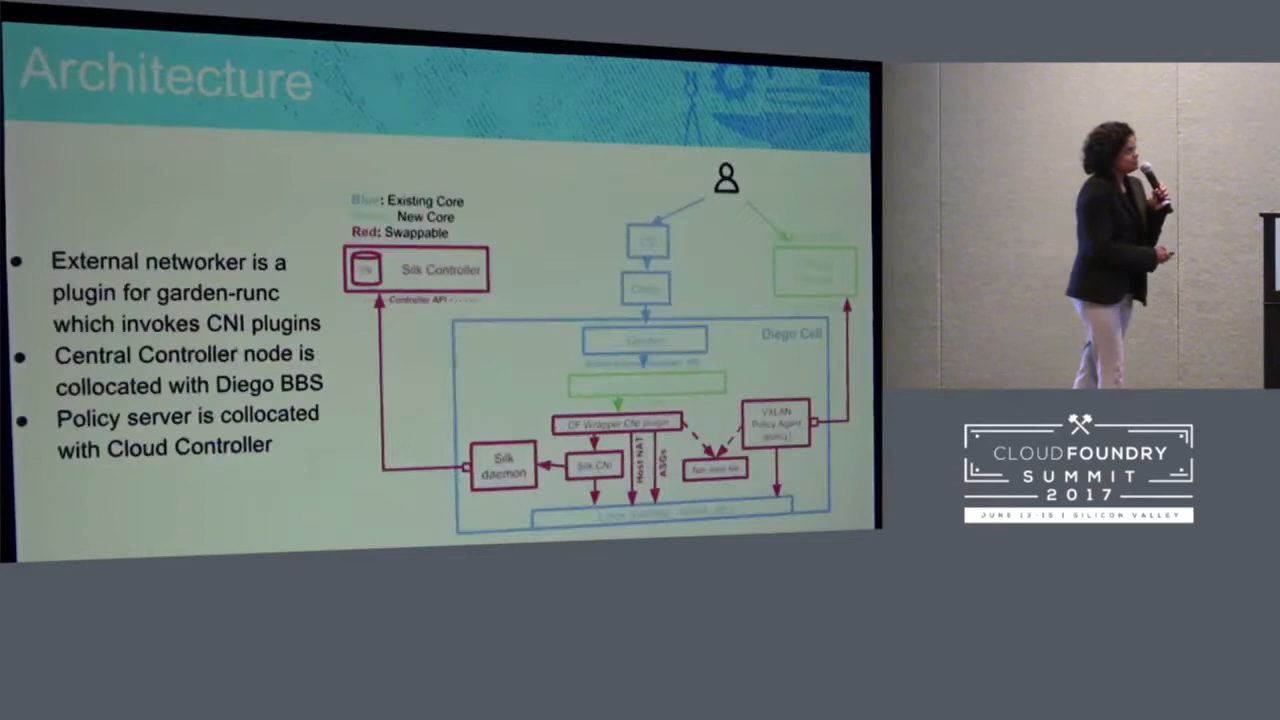 Architecture
Blue: Existing Core
New Core
Red: Swappable
Silk Controller
Controller API
• External networker is a
plugin for garden-runc
which invokes CNI plugins
• Central Controller node is
collocated with Diego BBS
• Policy server is collocated
with Cloud Controller
Diego Cell
CF Wrapper CNI plugin
VXLAN
Policy Agent
Silk
daemon
Silk CNI
Host NAT
ASGs
CLOUD FOUNDRY
SUMMIT
2017
JUNE 13-15 | SILICON VALLEY